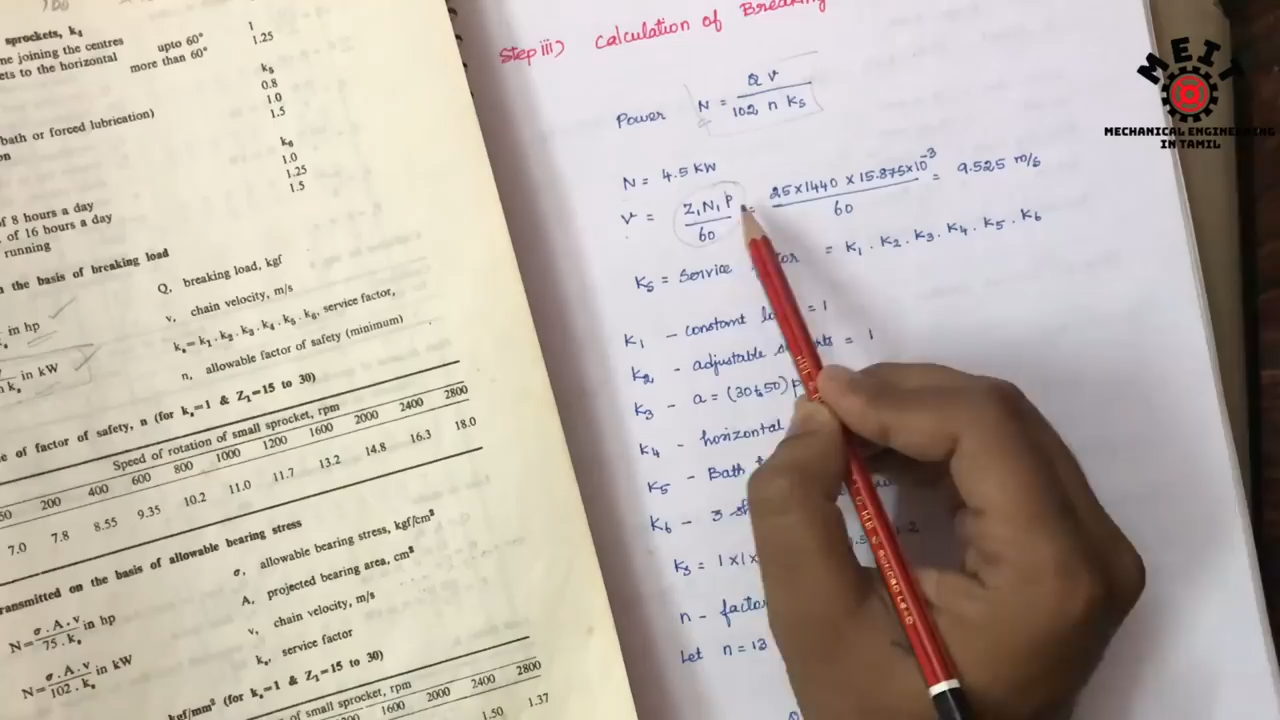 sprockets, k₄
me joining the centres upto 60° 1
ets to the horizontal more than 60° 1.25
k₅
0.8
bath or forced lubrication) 1.0
on 1.5
k₆
1.0
of 8 hours a day 1.25
of 16 hours a day 1.5
running
n the basis of breaking load
in hp Q, breaking load, kgf
v, chain velocity, m/s
kₛ=k₁.k₂.k₃.k₄.k₅.k₆, service factor,
n kₛ in kW n, allowable factor of safety (minimum)
e of factor of safety, n (for kₛ=1 & Z₁=15 to 30)
Speed of rotation of small sprocket, rpm
50 200 400 600 800 1000 1200 1600 2000 2400 2800
7.0 7.8 8.55 9.35 10.2 11.0 11.7 13.2 14.8 16.3 18.0
ransmitted on the basis of allowable bearing stress
σ, allowable bearing stress, kgf/cm²
N=σ.A.v/75.kₛ in hp A, projected bearing area, cm²
v, chain velocity, m/s
N=σ.A.v/102.kₛ in kW kₛ, service factor
kgf/mm² (for kₛ=1 & Z₁=15 to 30)
of small sprocket, rpm
2000 2400 2800
1.50 1.37
Step iii) Calculation of Breaking
Power N = Q V / 102 n Ks
N = 4.5 KW
V = Z₁N₁P / 60 = 25×1440×15.875×10⁻³ / 60 = 9.525 m/s
Ks = Service = K₁ . K₂ . K₃ . K₄ . K₅ . K₆
K₁ - constant = 1
K₂ - adjustable = 1
K₃ - a = (30to50)P
K₄ - horizontal
K₅ - Bath
K₆ - 3
Ks = 1×1×
n - factor
Let n = 13
MEIT
MECHANICAL ENGINEERING
IN TAMIL